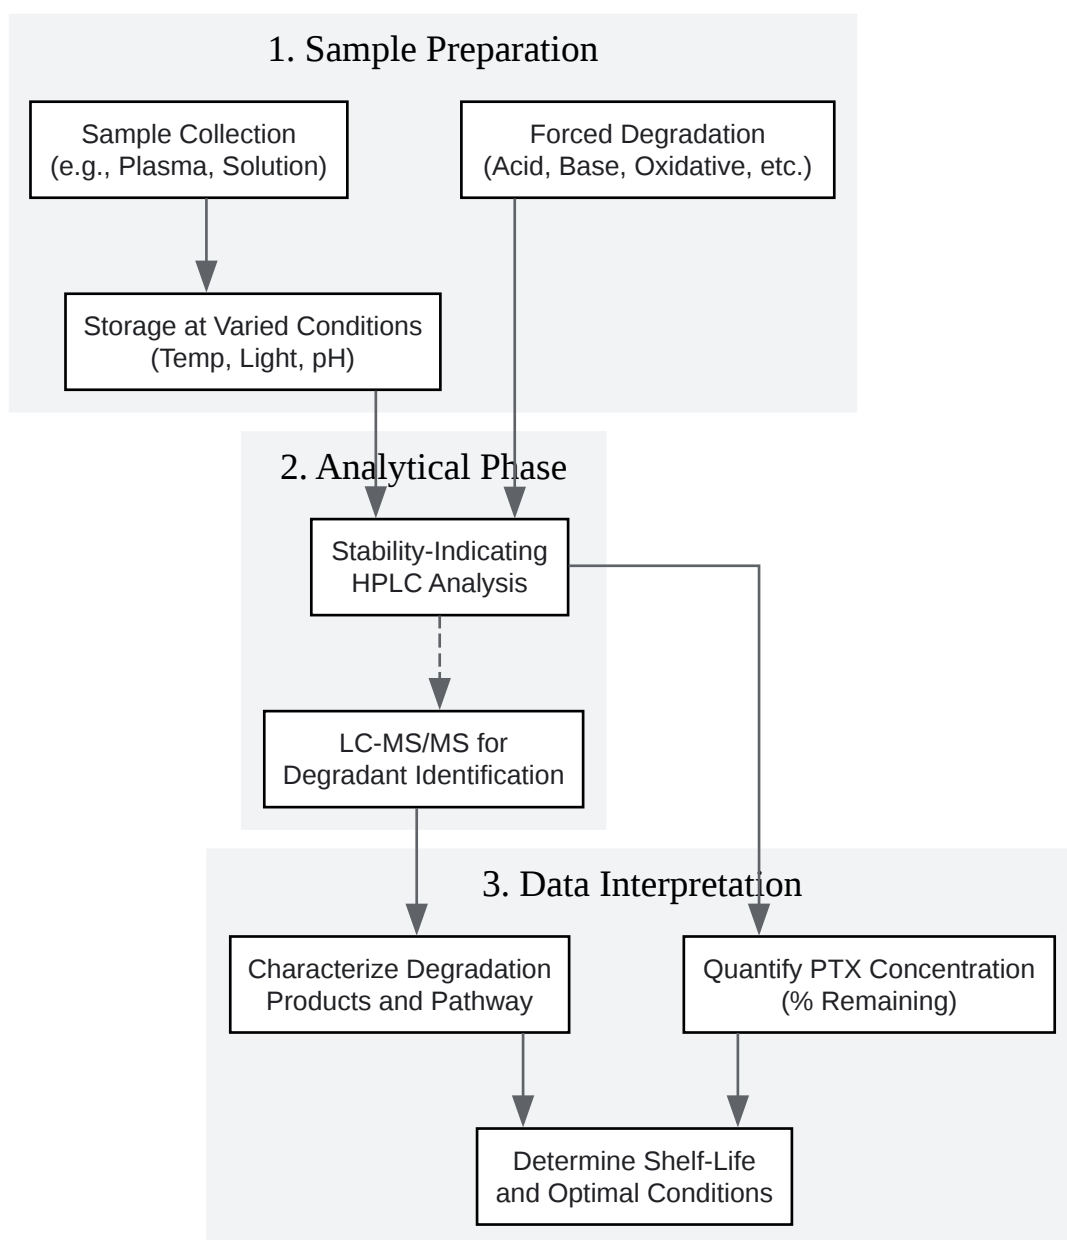 1. Sample Preparation
Sample Collection
(e.g., Plasma, Solution)
Forced Degradation
(Acid, Base, Oxidative, etc.)
Storage at Varied Conditions
(Temp, Light, pH)
2. Analytical Phase
Stability-Indicating
HPLC Analysis
LC-MS/MS for
Degradant Identification
3. Data Interpretation
Characterize Degradation
Products and Pathway
Quantify PTX Concentration
(% Remaining)
Determine Shelf-Life
and Optimal Conditions